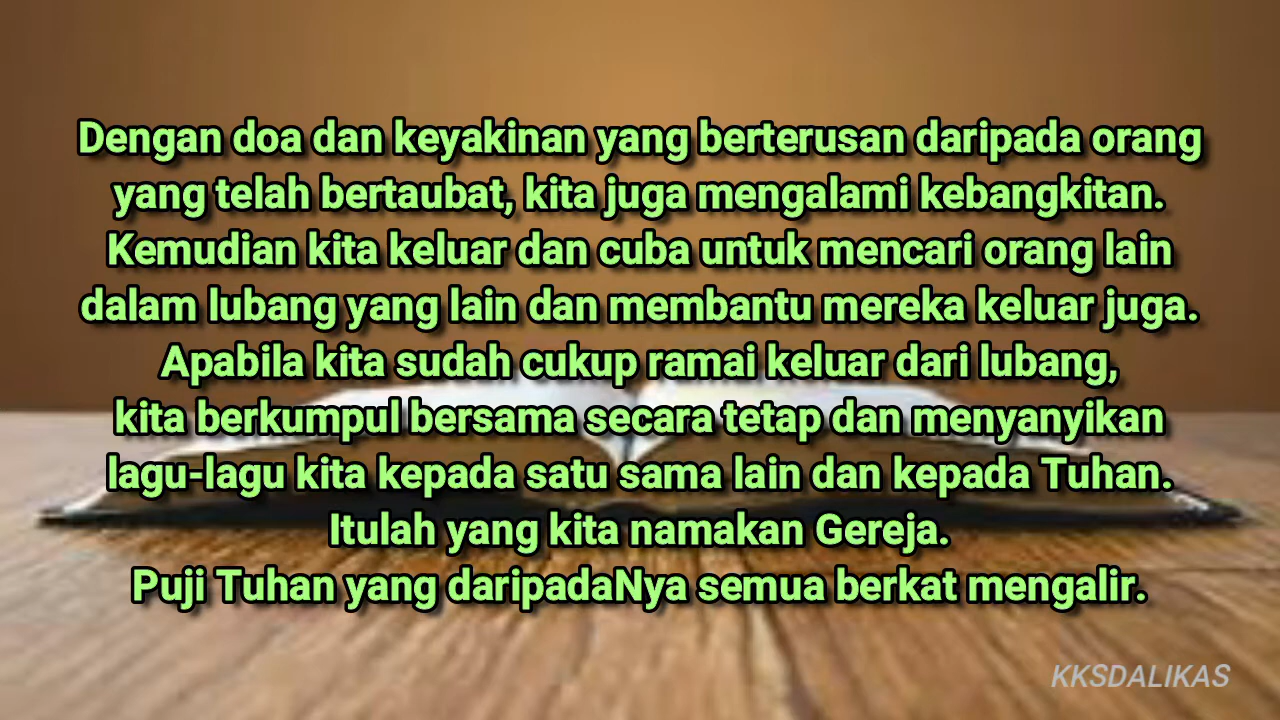 Dengan doa dan keyakinan yang berterusan daripada orang
yang telah bertaubat, kita juga mengalami kebangkitan.
Kemudian kita keluar dan cuba untuk mencari orang lain
dalam lubang yang lain dan membantu mereka keluar juga.
Apabila kita sudah cukup ramai keluar dari lubang,
kita berkumpul bersama secara tetap dan menyanyikan
lagu-lagu kita kepada satu sama lain dan kepada Tuhan.
Itulah yang kita namakan Gereja.
Puji Tuhan yang daripadaNya semua berkat mengalir.
KKSDALIKAS